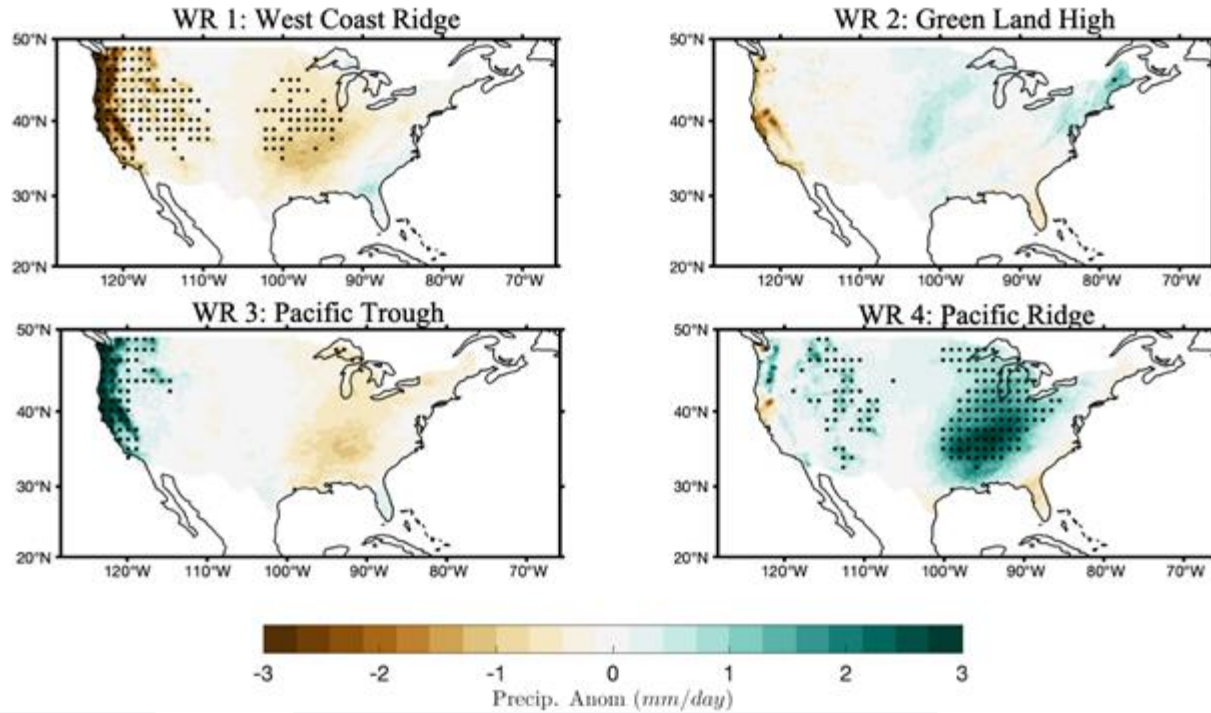 WR 1: West Coast Ridge
WR 2: Green Land High
50°N
40°N
30°N
20°N
120°W 110°W 100°W 90°W 80°W 70°W
50°N
40°N
30°N
20°N
120°W 110°W 100°W 90°W 80°W 70°W
WR 3: Pacific Trough
WR 4: Pacific Ridge
50°N
40°N
30°N
20°N
120°W 110°W 100°W 90°W 80°W 70°W
50°N
40°N
30°N
20°N
120°W 110°W 100°W 90°W 80°W 70°W
-3 -2 -1 0 1 2 3
Precip. Anom (mm/day)